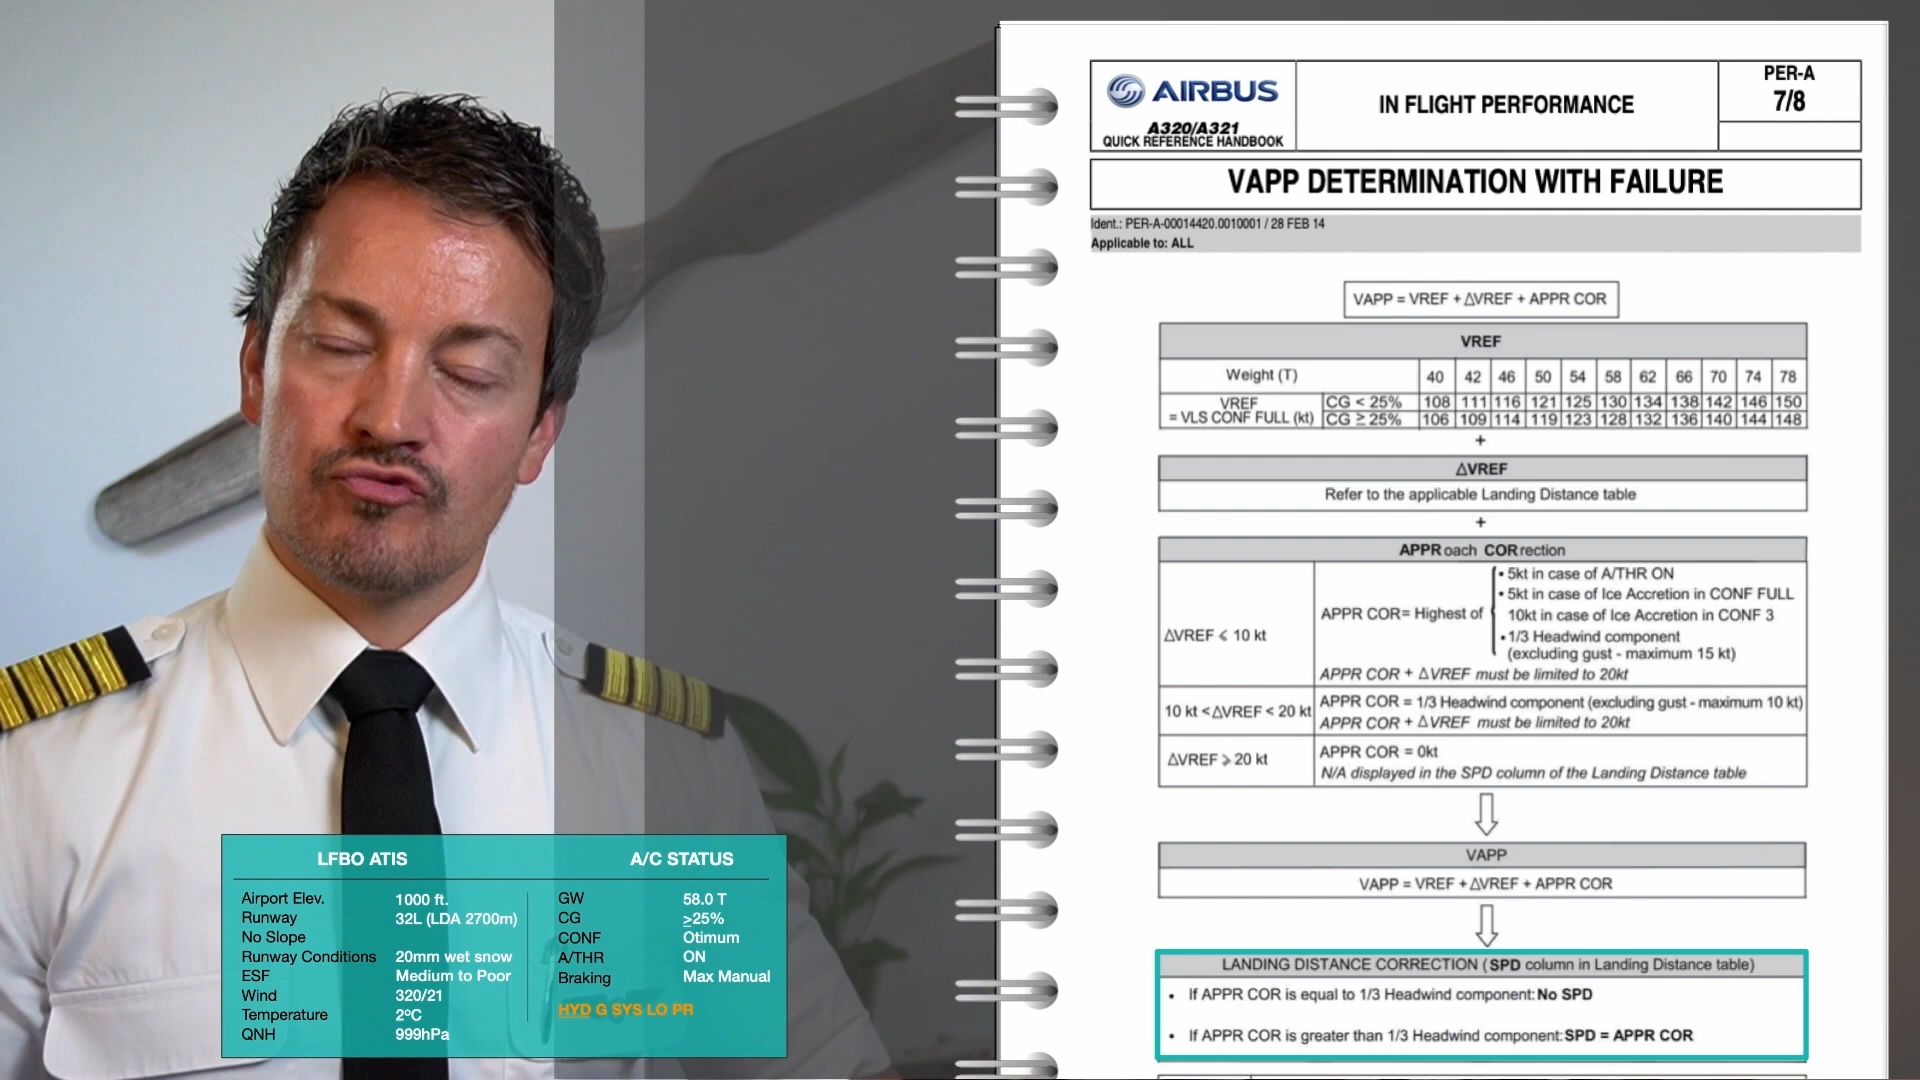 AIRBUS
A320/A321
QUICK REFERENCE HANDBOOK
IN FLIGHT PERFORMANCE
PER-A
7/8
VAPP DETERMINATION WITH FAILURE
Ident.: PER-A-00014420.0010001 / 28 FEB 14
Applicable to: ALL
VAPP = VREF + ΔVREF + APPR COR
VREF
Weight (T) 40 42 46 50 54 58 62 66 70 74 78
VREF
= VLS CONF FULL (kt)
CG < 25% 108 111 116 121 125 130 134 138 142 146 150
CG ≥ 25% 106 109 114 119 123 128 132 136 140 144 148
+
ΔVREF
Refer to the applicable Landing Distance table
+
APPR oach COR rection
ΔVREF ⩽ 10 kt
APPR COR= Highest of
• 5kt in case of A/THR ON
• 5kt in case of Ice Accretion in CONF FULL
10kt in case of Ice Accretion in CONF 3
• 1/3 Headwind component
(excluding gust - maximum 15 kt)
APPR COR + ΔVREF must be limited to 20kt
10 kt < ΔVREF < 20 kt
APPR COR = 1/3 Headwind component (excluding gust - maximum 10 kt)
APPR COR + ΔVREF must be limited to 20kt
ΔVREF ⩾ 20 kt
APPR COR = 0kt
N/A displayed in the SPD column of the Landing Distance table
VAPP
VAPP = VREF + ΔVREF + APPR COR
LANDING DISTANCE CORRECTION ( SPD column in Landing Distance table)
• If APPR COR is equal to 1/3 Headwind component: No SPD
• If APPR COR is greater than 1/3 Headwind component: SPD = APPR COR
LFBO ATIS
Airport Elev. 1000 ft.
Runway 32L (LDA 2700m)
No Slope
Runway Conditions 20mm wet snow
ESF Medium to Poor
Wind 320/21
Temperature 2ºC
QNH 999hPa
A/C STATUS
GW 58.0 T
CG ≥25%
CONF Otimum
A/THR ON
Braking Max Manual
HYD G SYS LO PR